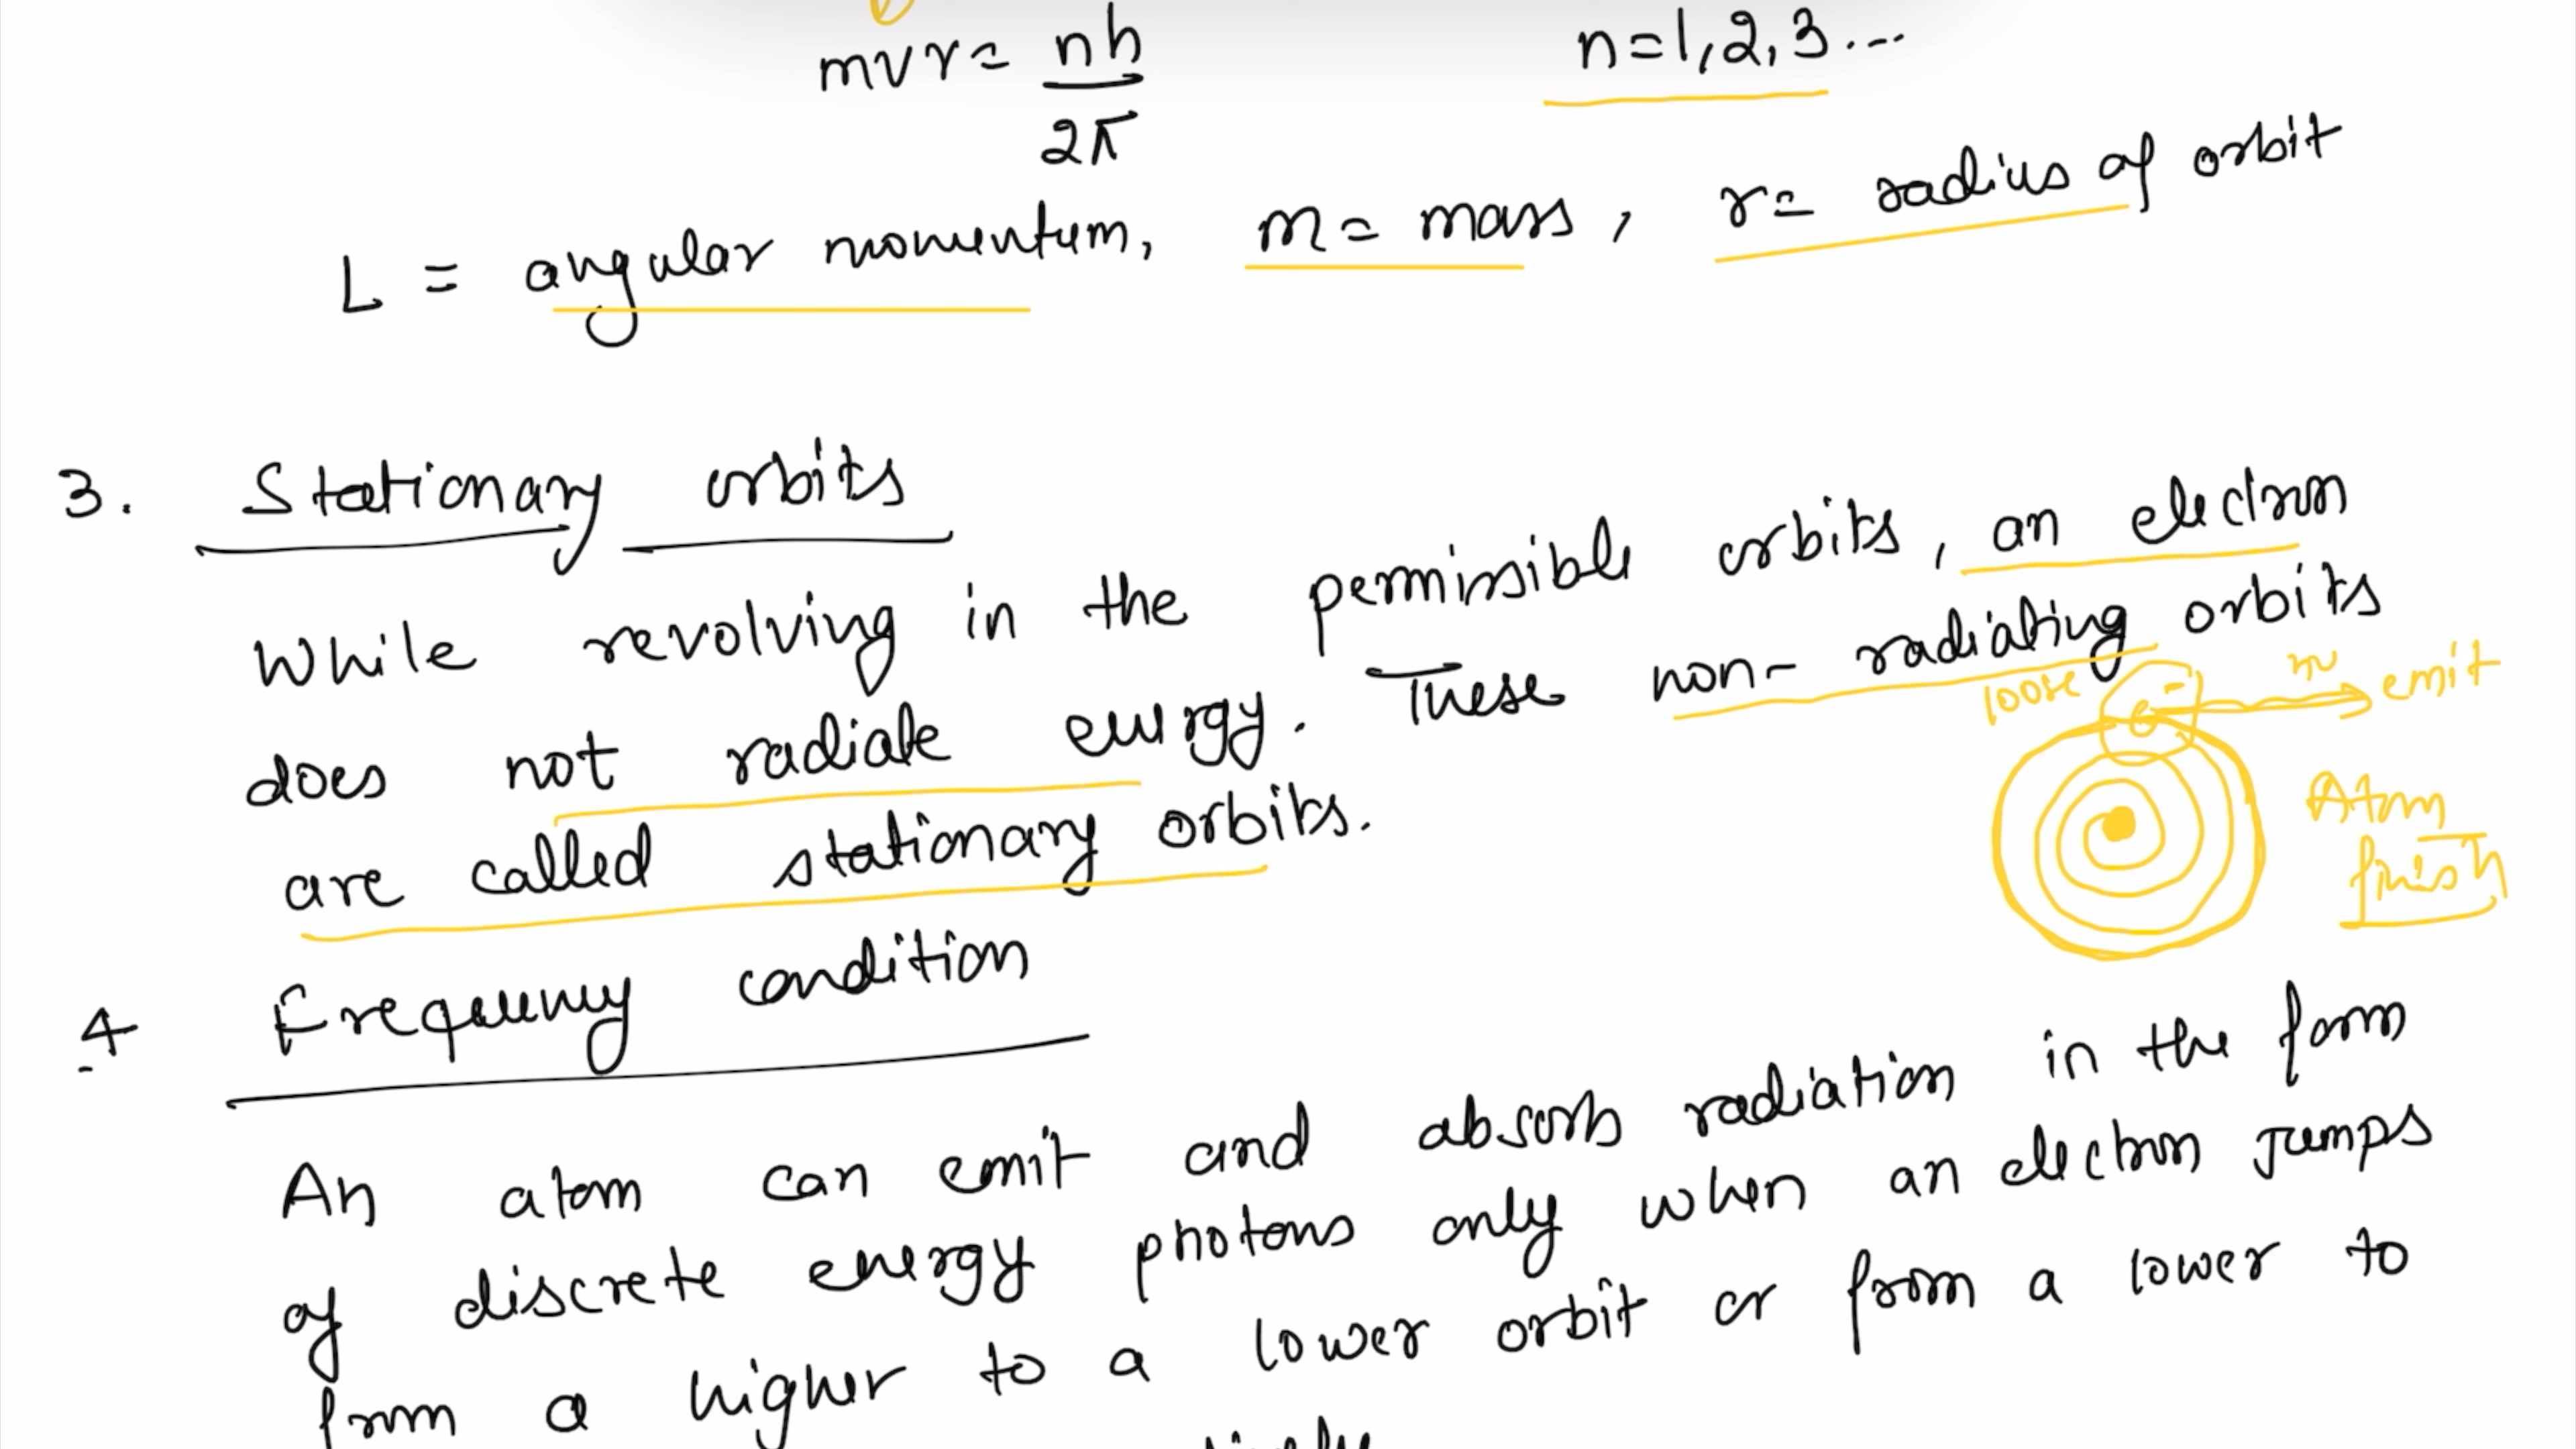 mvr = nh
2π
n=1,2,3...
L = angular momentum, m = mass, r = radius of orbit
3. Stationary orbits
While revolving in the permissible orbits, an electron
does not radiate energy. These non-radiating orbits
are called stationary orbits.
loose e- emit
Atom
finish
4. Frequency condition
An atom can emit and absorb radiation in the form
of discrete energy photons only when an electron jumps
from a higher to a lower orbit or from a lower to